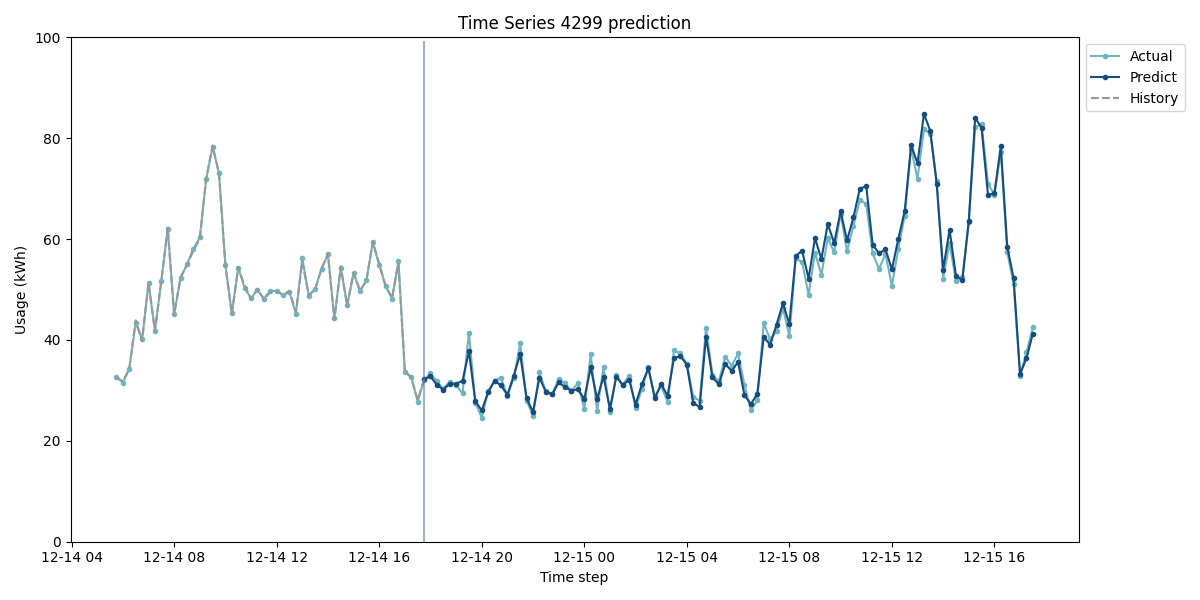 Time Series 4299 prediction
100
80
60
40
20
0
Usage (kWh)
12-14 04
12-14 08
12-14 12
12-14 16
12-14 20
12-15 00
12-15 04
12-15 08
12-15 12
12-15 16
Time step
Actual
Predict
History